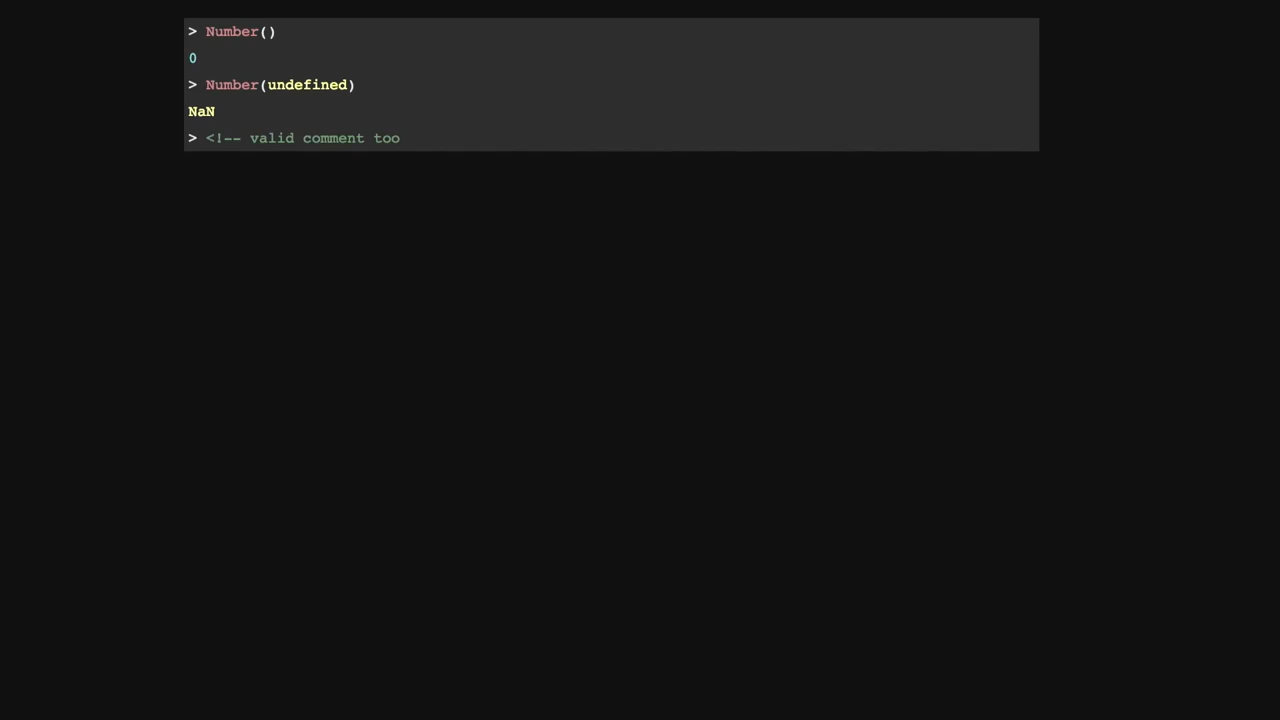 > Number()
0
> Number(undefined)
NaN
> <!-- valid comment too